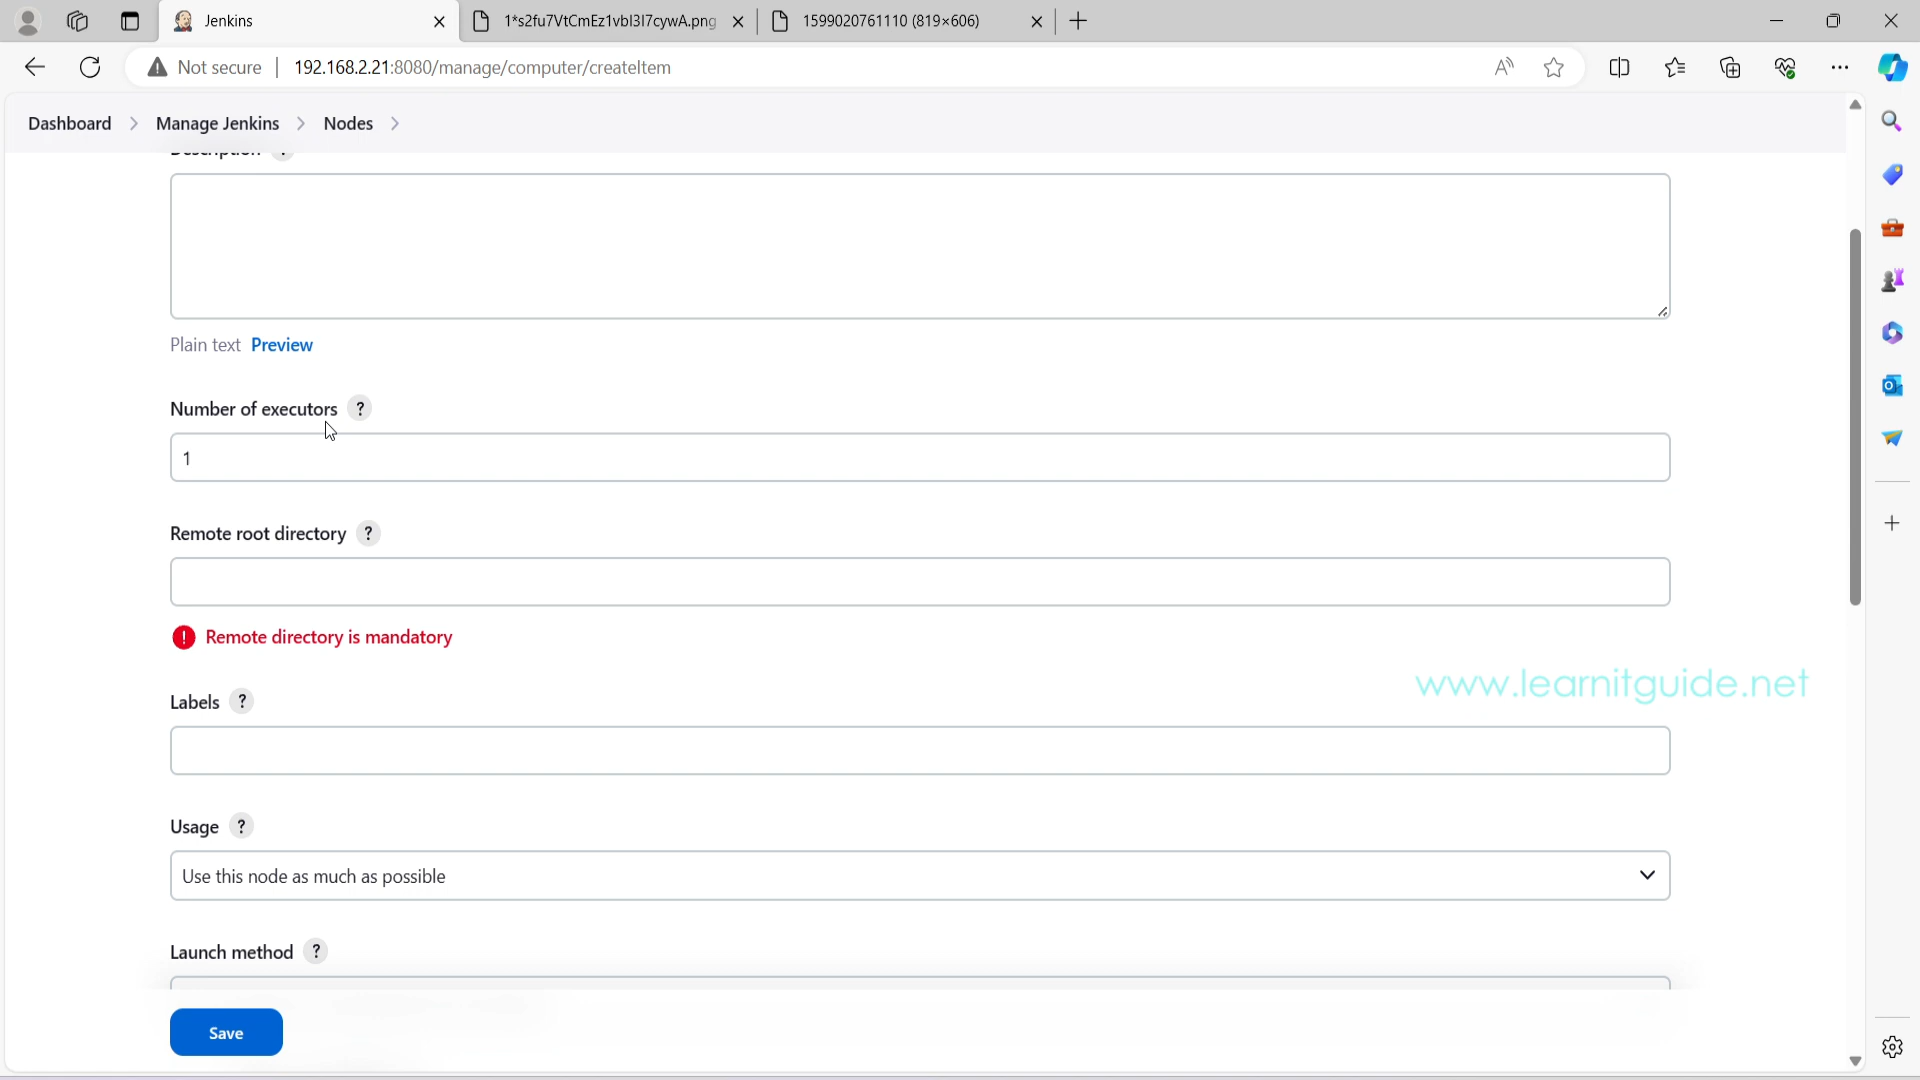 Jenkins
1*s2fu7VtCmEz1vbl3I7cywA.png
1599020761110 (819×606)
Not secure
192.168.2.21:8080/manage/computer/createItem
Dashboard > Manage Jenkins > Nodes >
Description ?
Plain text Preview
Number of executors ?
1
Remote root directory ?
! Remote directory is mandatory
www.learnitguide.net
Labels ?
Usage ?
Use this node as much as possible
Launch method ?
Save